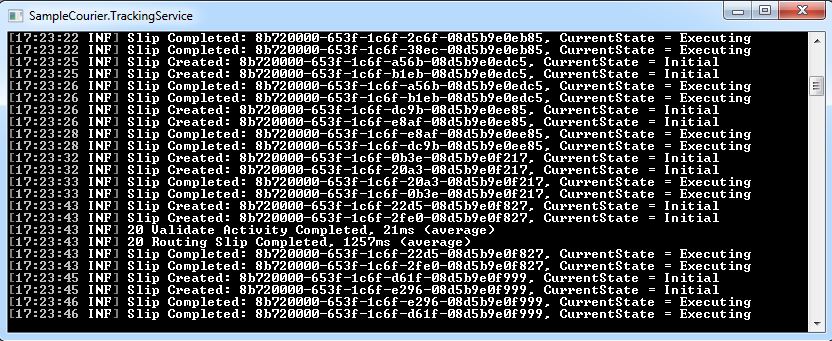 SampleCourier.TrackingService
[17:23:22 INF] Slip Completed: 8b720000-653f-1c6f-2c6f-08d5b9e0eb85, CurrentState = Executing
[17:23:22 INF] Slip Completed: 8b720000-653f-1c6f-38ec-08d5b9e0eb85, CurrentState = Executing
[17:23:25 INF] Slip Created: 8b720000-653f-1c6f-a56b-08d5b9e0edc5, CurrentState = Initial
[17:23:25 INF] Slip Created: 8b720000-653f-1c6f-b1eb-08d5b9e0edc5, CurrentState = Initial
[17:23:26 INF] Slip Completed: 8b720000-653f-1c6f-a56b-08d5b9e0edc5, CurrentState = Executing
[17:23:26 INF] Slip Completed: 8b720000-653f-1c6f-b1eb-08d5b9e0edc5, CurrentState = Executing
[17:23:26 INF] Slip Created: 8b720000-653f-1c6f-dc9b-08d5b9e0ee85, CurrentState = Initial
[17:23:26 INF] Slip Created: 8b720000-653f-1c6f-e8af-08d5b9e0ee85, CurrentState = Initial
[17:23:28 INF] Slip Completed: 8b720000-653f-1c6f-e8af-08d5b9e0ee85, CurrentState = Executing
[17:23:28 INF] Slip Completed: 8b720000-653f-1c6f-dc9b-08d5b9e0ee85, CurrentState = Executing
[17:23:32 INF] Slip Created: 8b720000-653f-1c6f-0b3e-08d5b9e0f217, CurrentState = Initial
[17:23:32 INF] Slip Created: 8b720000-653f-1c6f-20a3-08d5b9e0f217, CurrentState = Initial
[17:23:33 INF] Slip Completed: 8b720000-653f-1c6f-20a3-08d5b9e0f217, CurrentState = Executing
[17:23:33 INF] Slip Completed: 8b720000-653f-1c6f-0b3e-08d5b9e0f217, CurrentState = Executing
[17:23:43 INF] Slip Created: 8b720000-653f-1c6f-22d5-08d5b9e0f827, CurrentState = Initial
[17:23:43 INF] Slip Created: 8b720000-653f-1c6f-2fe0-08d5b9e0f827, CurrentState = Initial
[17:23:43 INF] 20 Validate Activity Completed, 21ms (average)
[17:23:43 INF] 20 Routing Slip Completed, 1257ms (average)
[17:23:43 INF] Slip Completed: 8b720000-653f-1c6f-22d5-08d5b9e0f827, CurrentState = Executing
[17:23:43 INF] Slip Completed: 8b720000-653f-1c6f-2fe0-08d5b9e0f827, CurrentState = Executing
[17:23:45 INF] Slip Created: 8b720000-653f-1c6f-d61f-08d5b9e0f999, CurrentState = Initial
[17:23:45 INF] Slip Created: 8b720000-653f-1c6f-e296-08d5b9e0f999, CurrentState = Initial
[17:23:46 INF] Slip Completed: 8b720000-653f-1c6f-e296-08d5b9e0f999, CurrentState = Executing
[17:23:46 INF] Slip Completed: 8b720000-653f-1c6f-d61f-08d5b9e0f999, CurrentState = Executing